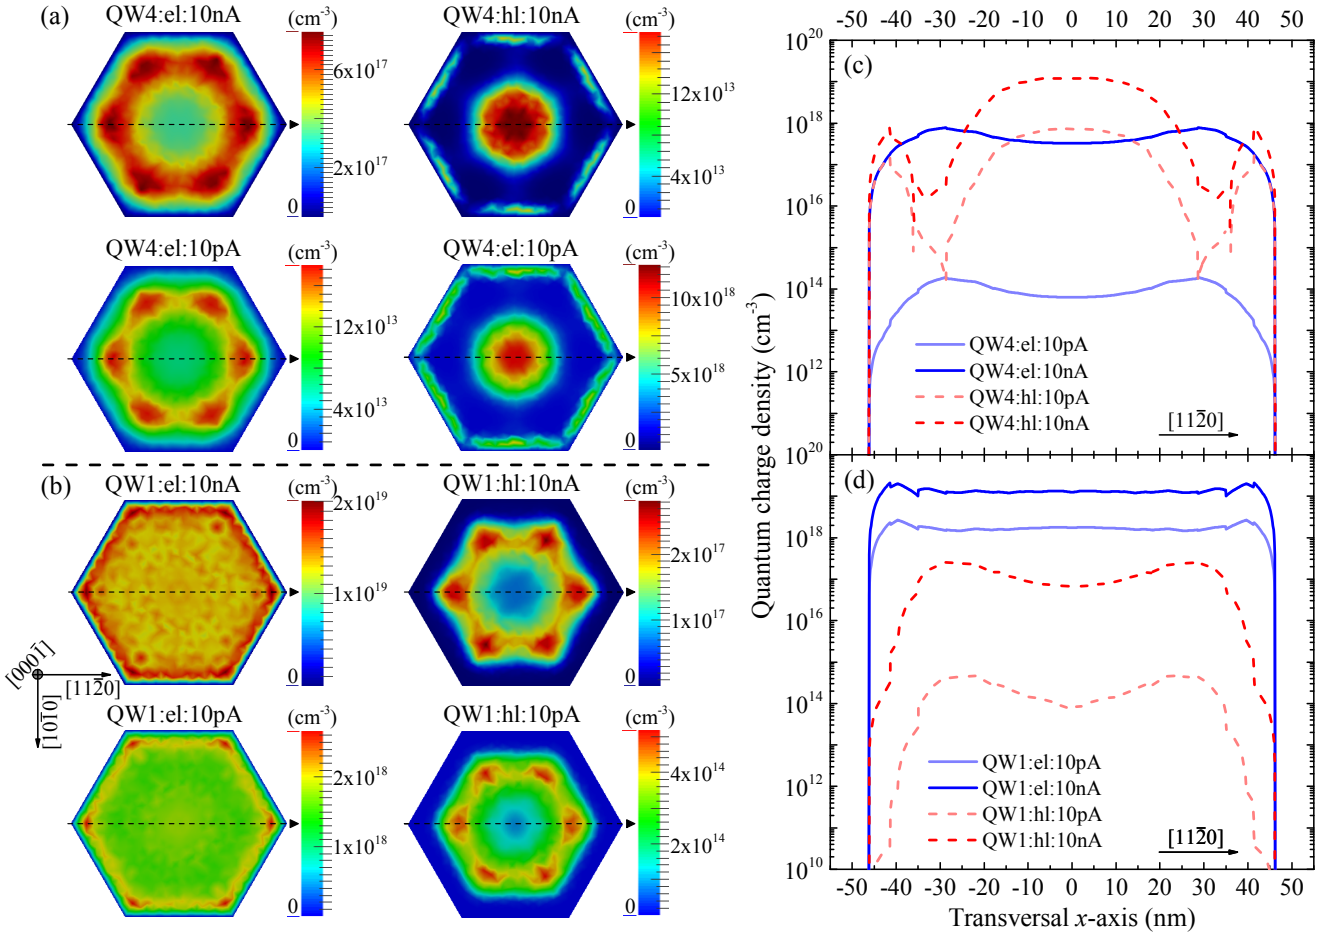 (a)
QW4:el:10nA
(cm⁻³)
6x10¹⁷
2x10¹⁷
0
QW4:hl:10nA
(cm⁻³)
12x10¹³
4x10¹³
0
QW4:el:10pA
(cm⁻³)
12x10¹³
4x10¹³
0
QW4:el:10pA
(cm⁻³)
10x10¹⁸
5x10¹⁸
0
(b)
QW1:el:10nA
(cm⁻³)
2x10¹⁹
1x10¹⁹
0
QW1:hl:10nA
(cm⁻³)
2x10¹⁷
1x10¹⁷
0
[0001̅]
[112̅0]
[101̅0]
QW1:el:10pA
(cm⁻³)
2x10¹⁸
1x10¹⁸
0
QW1:hl:10pA
(cm⁻³)
4x10¹⁴
2x10¹⁴
0
-50 -40 -30 -20 -10 0 10 20 30 40 50
(c)
10²⁰
10¹⁸
10¹⁶
10¹⁴
10¹²
10²⁰
QW4:el:10pA
QW4:el:10nA
QW4:hl:10pA
QW4:hl:10nA
[112̅0]
Quantum charge density (cm⁻³)
(d)
10¹⁸
10¹⁶
10¹⁴
10¹²
10¹⁰
QW1:el:10pA
QW1:el:10nA
QW1:hl:10pA
QW1:hl:10nA
[112̅0]
-50 -40 -30 -20 -10 0 10 20 30 40 50
Transversal x-axis (nm)